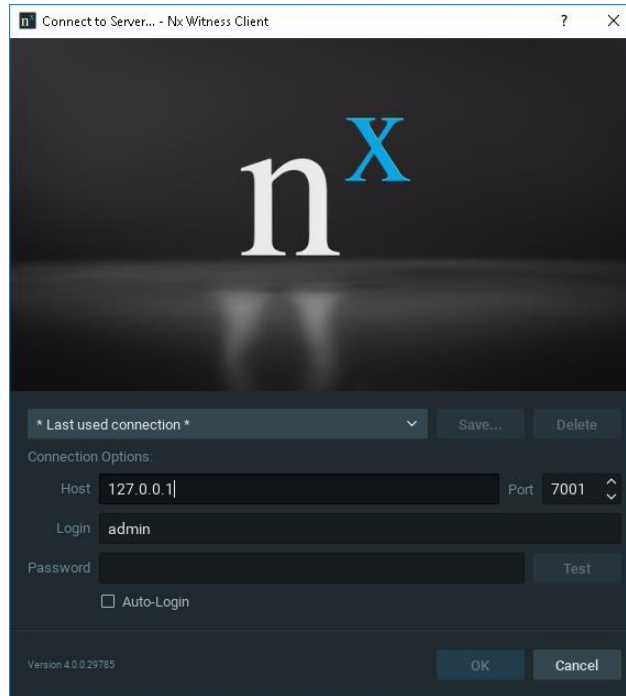 Connect to Server... - Nx Witness Client ?
nx
* Last used connection * Save... Delete
Connection Options:
Host 127.0.0.1 Port 7001
Login admin
Password Test
Auto-Login
Version 4.0.0.29785 OK Cancel